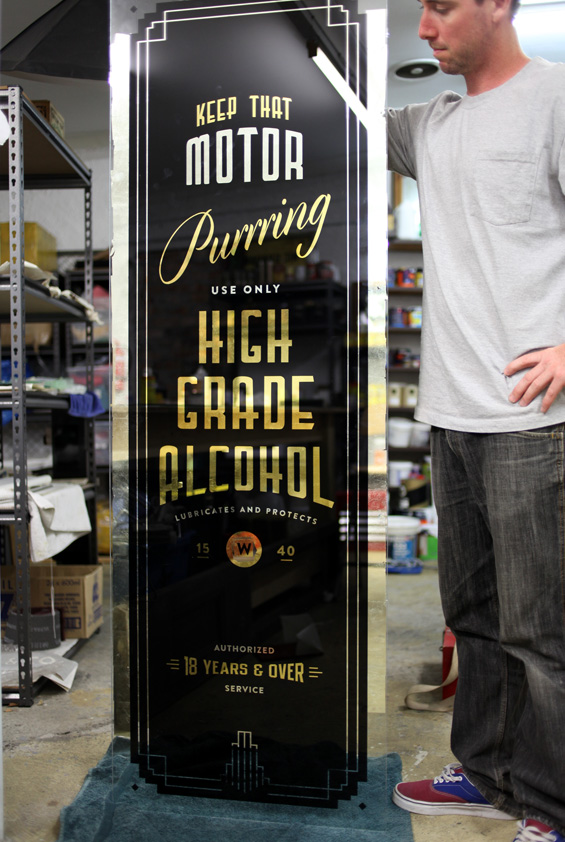 KEEP THAT
MOTOR
Purrring
USE ONLY
HIGH
GRADE
ALCOHOL
LUBRICATES AND PROTECTS
15 W 40
AUTHORIZED
18 YEARS & OVER
SERVICE